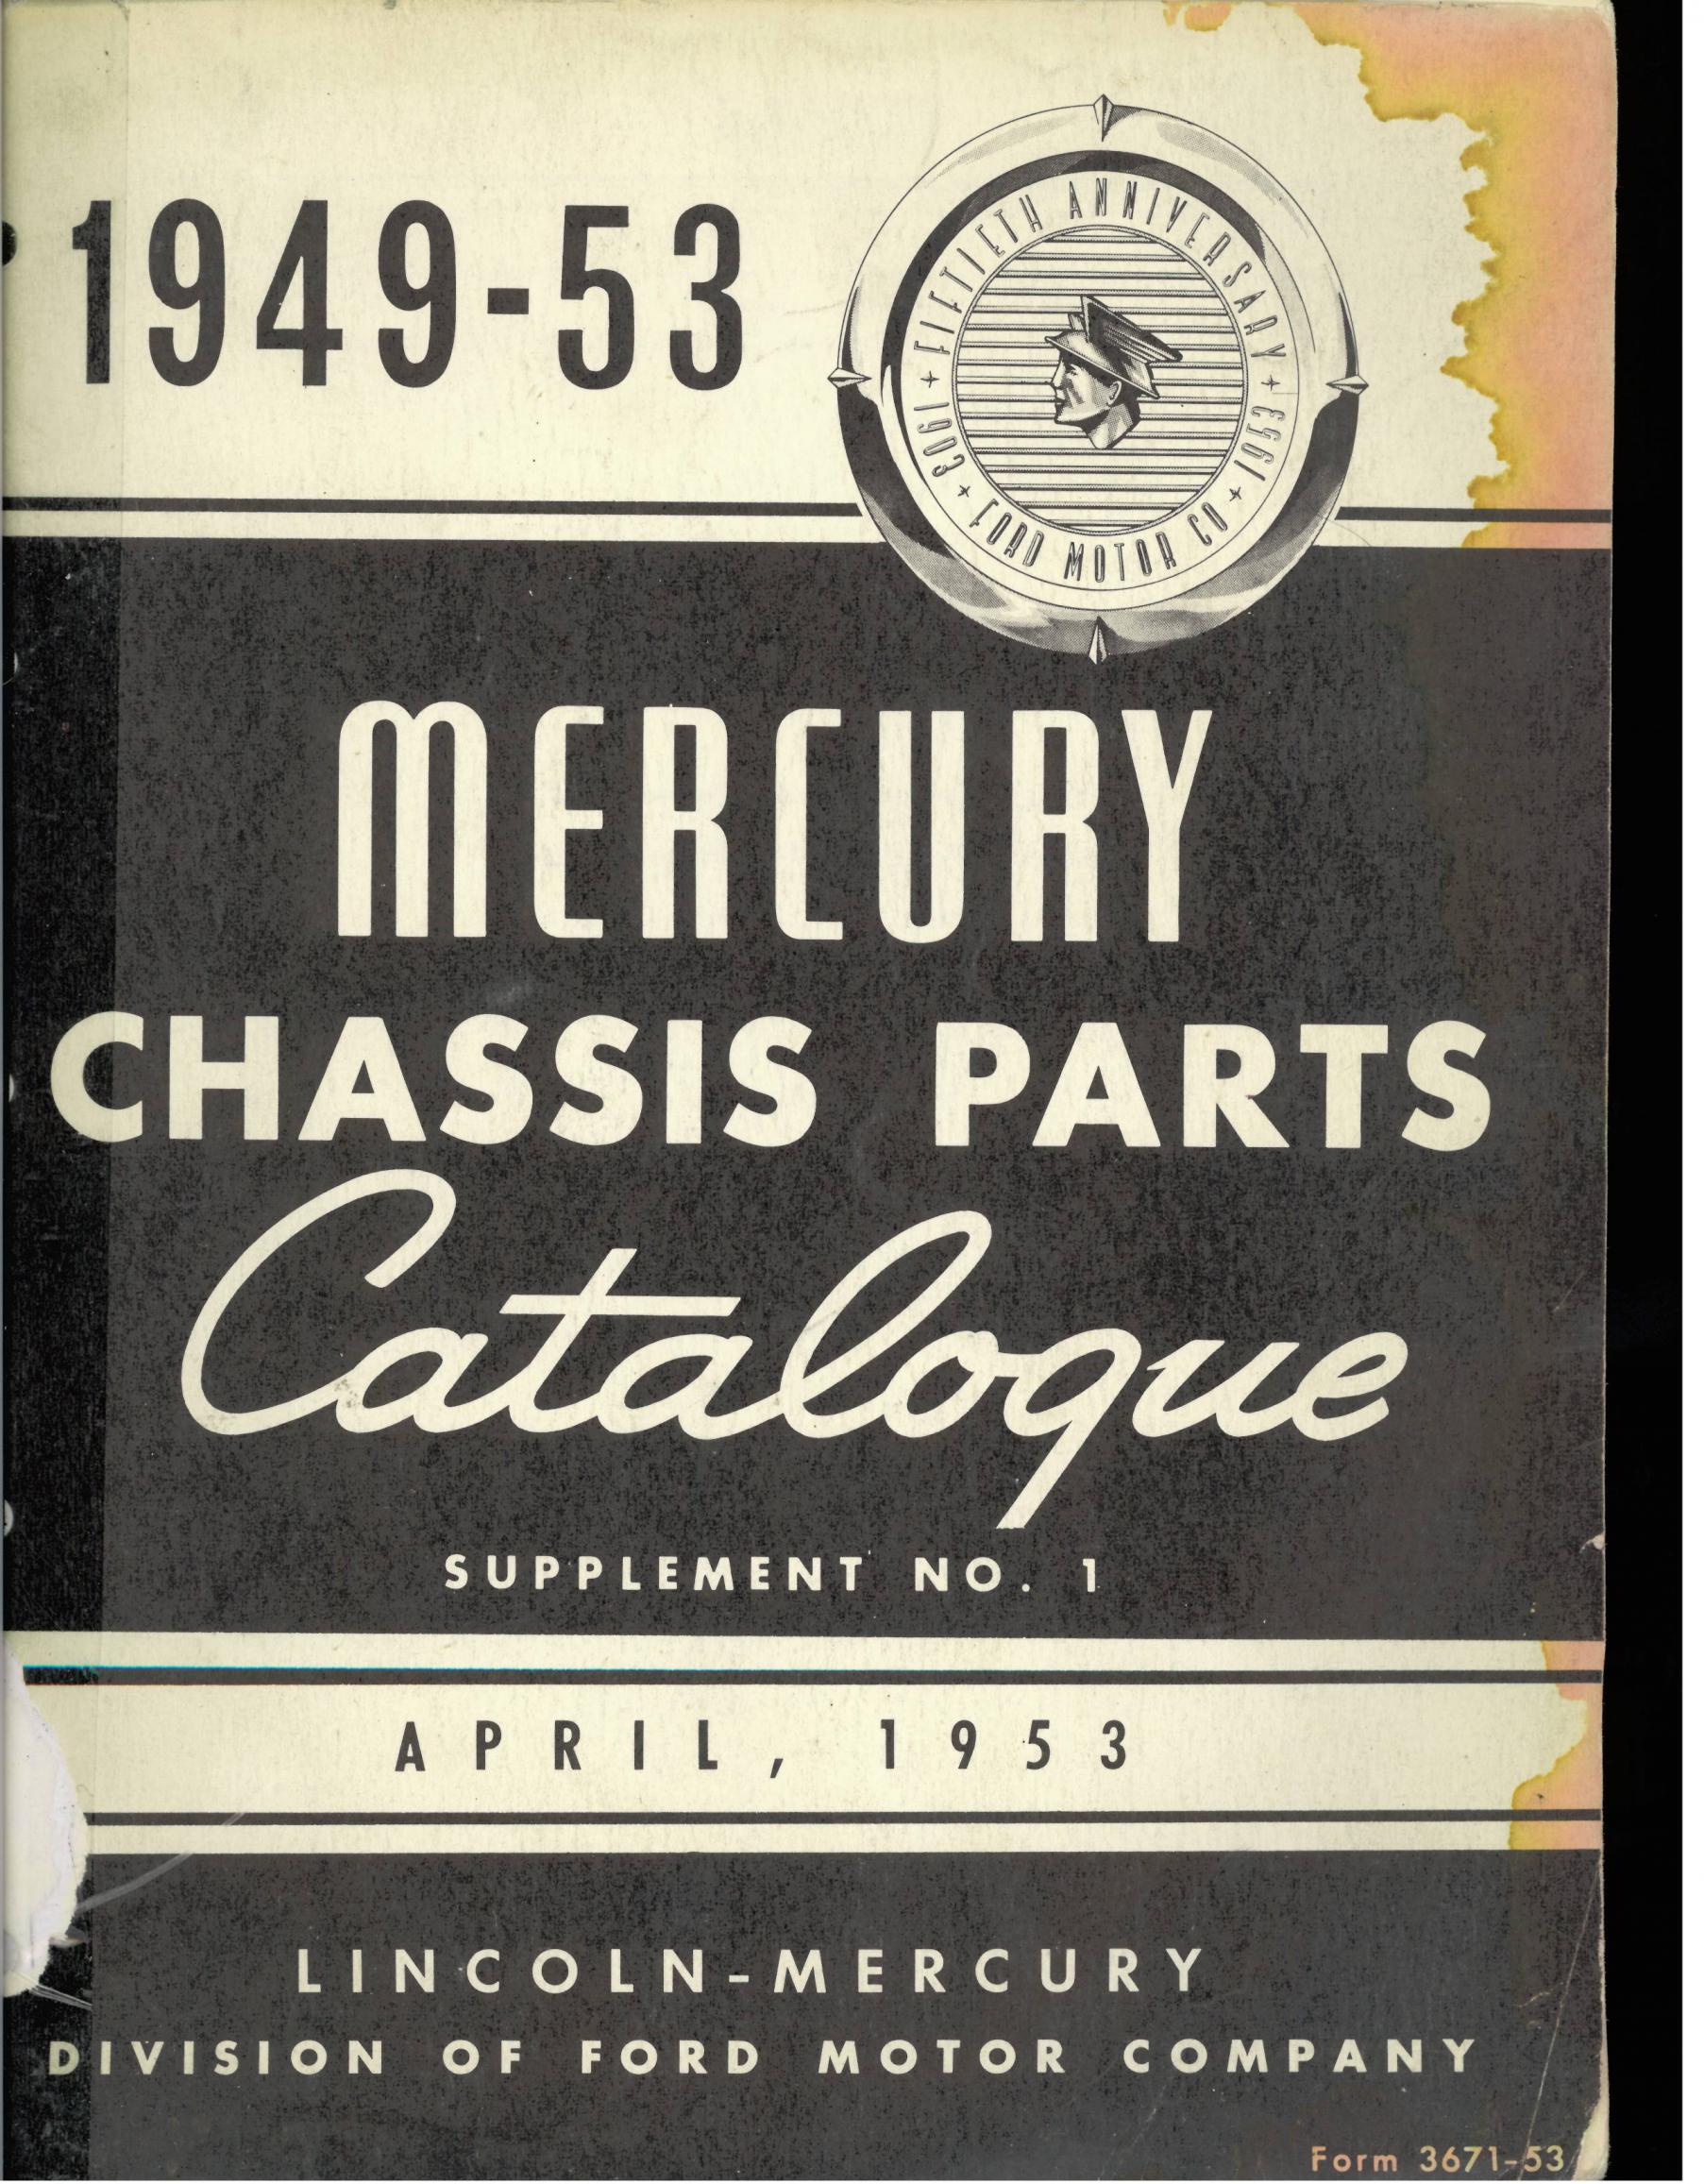 1949-53
FIFTIETH ANNIVERSARY
1903
1953
FORD MOTOR CO
MERCURY
CHASSIS PARTS
Catalogue
SUPPLEMENT NO. 1
APRIL, 1953
LINCOLN-MERCURY
DIVISION OF FORD MOTOR COMPANY
Form 3671-53